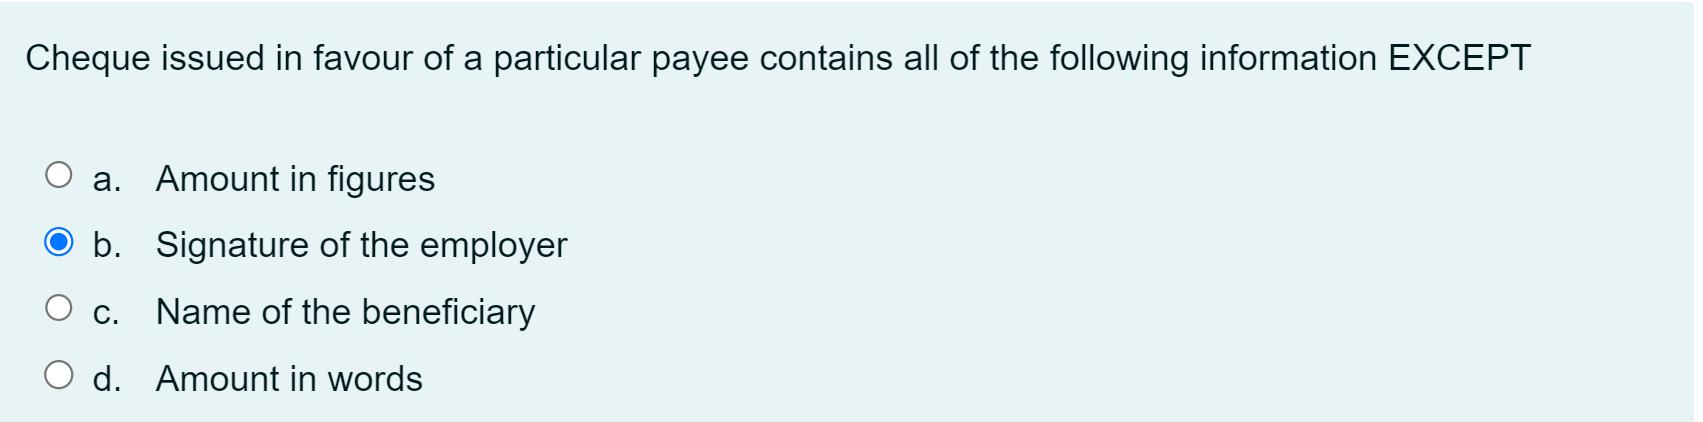 Cheque issued in favour of a particular payee contains all of the following information EXCEPT
a. Amount in figures
b. Signature of the employer
c. Name of the beneficiary
d. Amount in words